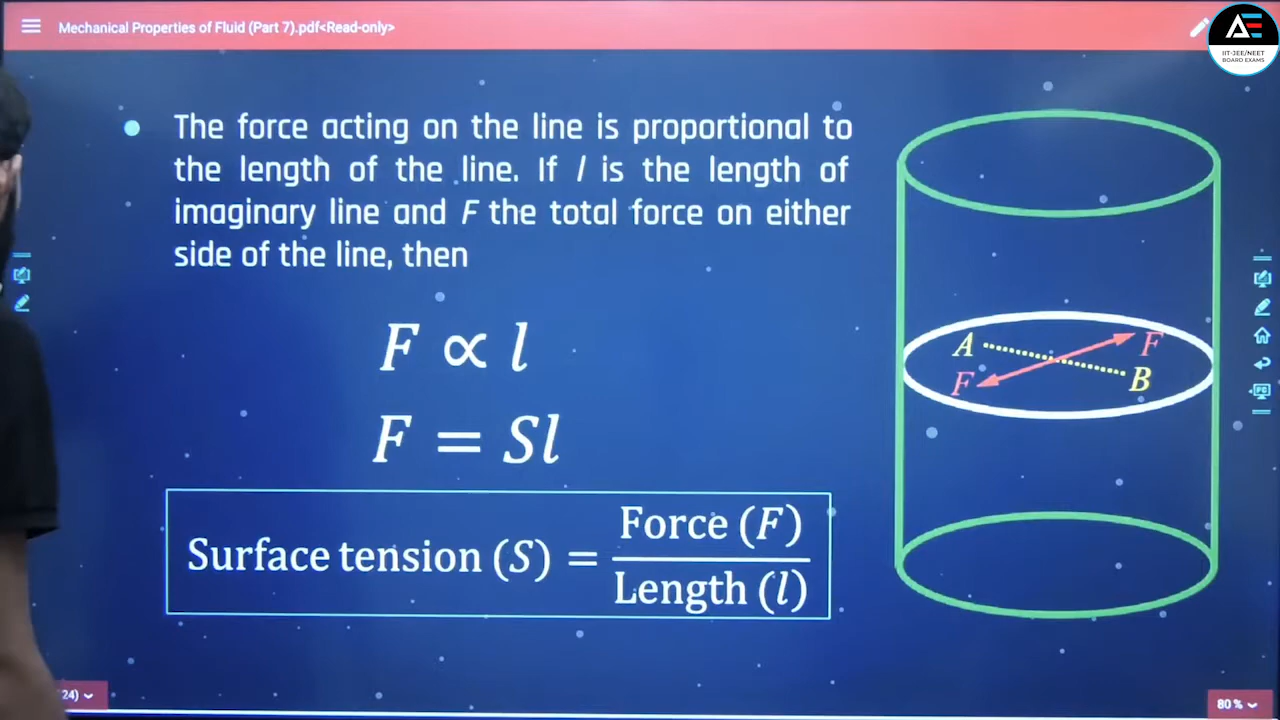 Mechanical Properties of Fluid (Part 7).pdf<Read-only>
AE
IIT-JEE/NEET
BOARD EXAMS
The force acting on the line is proportional to
the length of the line. If l is the length of
imaginary line and F the total force on either
side of the line, then
F ∝ l
F = Sl
Surface tension (S) = Force (F)
Length (l)
A
F
F
B
PC
24)
80 %